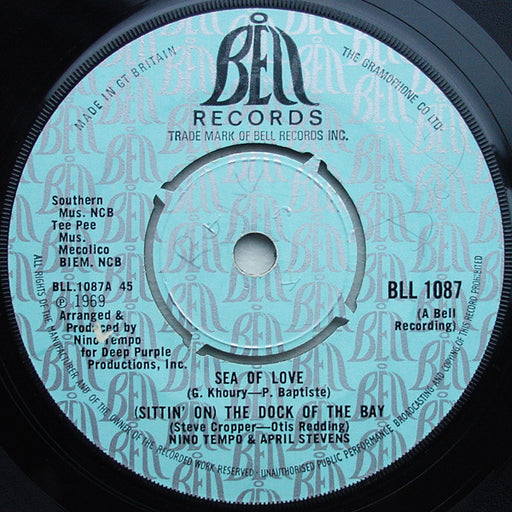 BELL
RECORDS
TRADE MARK OF BELL RECORDS INC.
MADE IN GT BRITAIN
THE GRAMOPHONE CO LTD.
Southern
Mus. NCB
Tee Pee
Mus.
Mecolico
BIEM. NCB
BLL.1087A 45
℗ 1969
Arranged &
Produced by
Nino Tempo
for Deep Purple
Productions, Inc.
BLL 1087
(A Bell
Recording)
SEA OF LOVE
(G. Khoury—P. Baptiste)
(SITTIN' ON) THE DOCK OF THE BAY
(Steve Cropper—Otis Redding)
NINO TEMPO & APRIL STEVENS
ALL RIGHTS OF THE MANUFACTURER AND OF THE OWNER OF THE RECORDED WORK RESERVED · UNAUTHORISED PUBLIC PERFORMANCE BROADCASTING AND COPYING OF THIS RECORD PROHIBITED